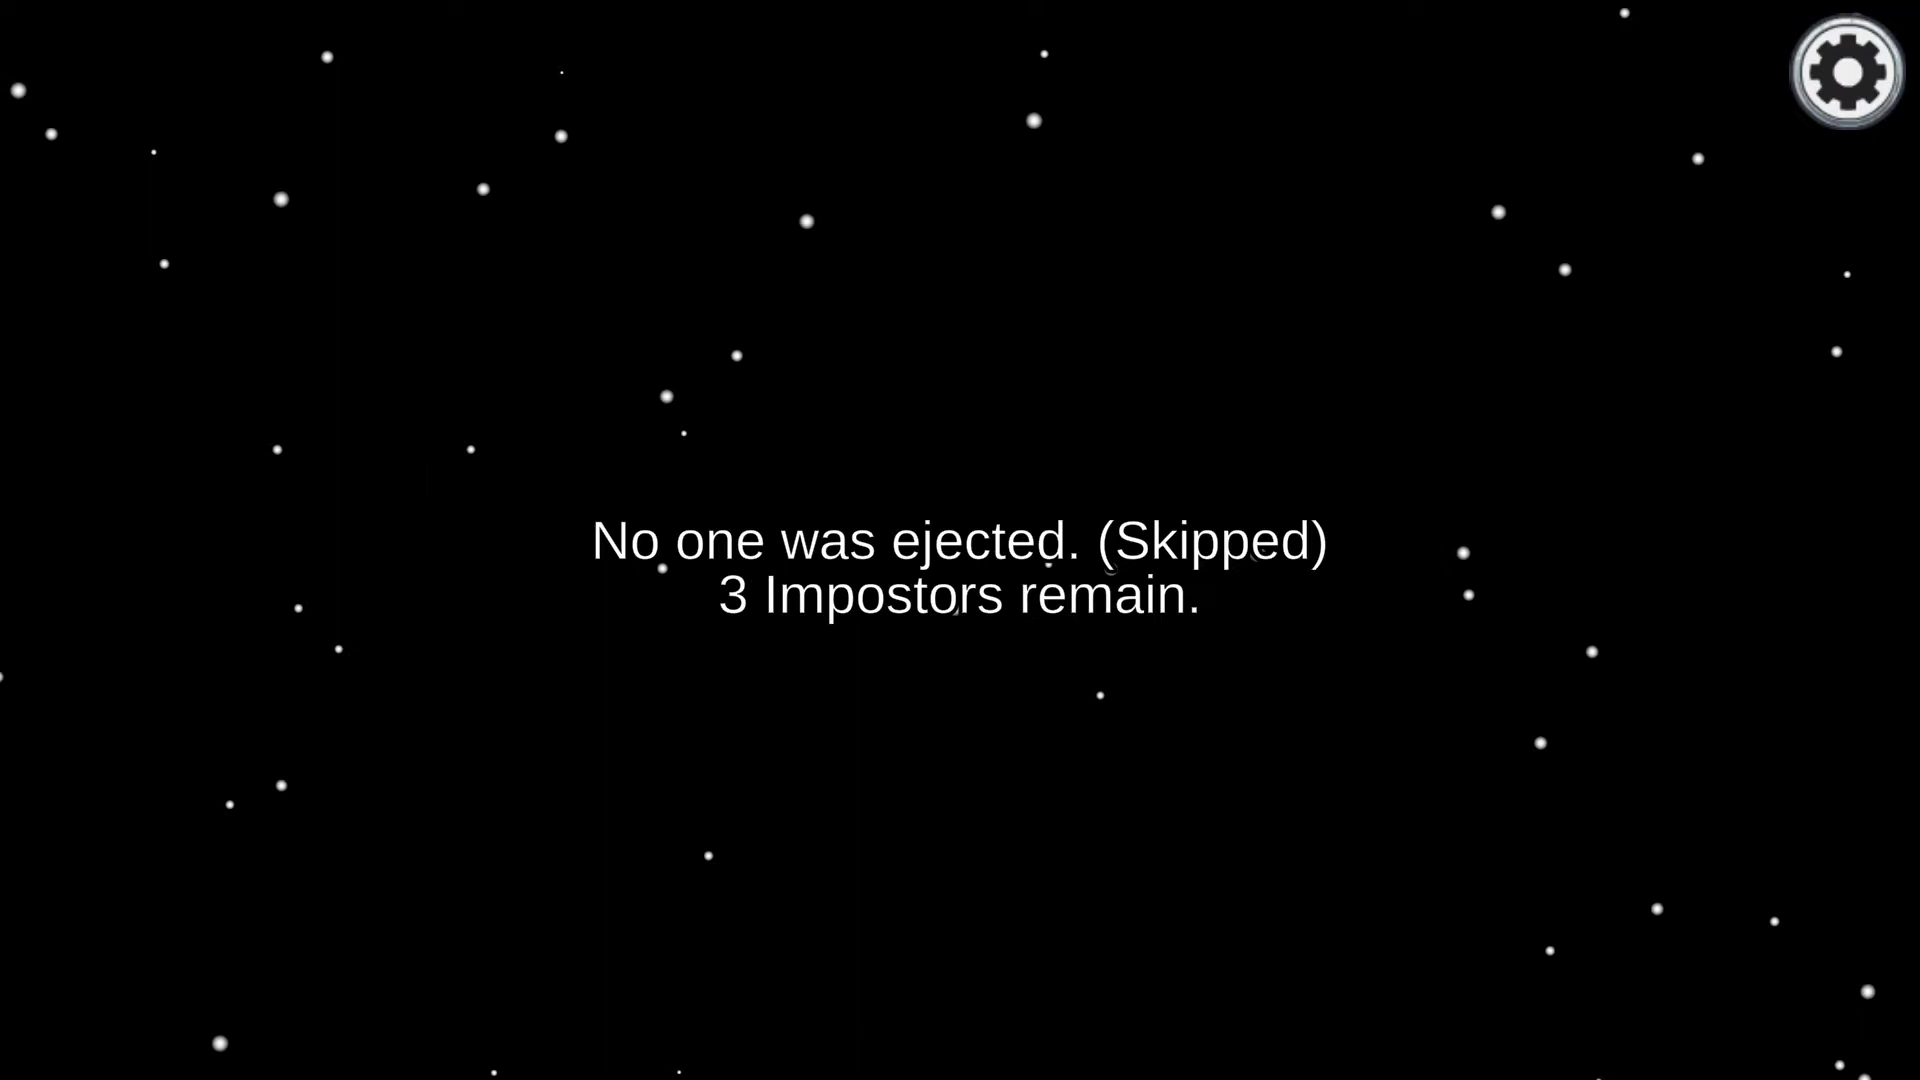 No one was ejected. (Skipped)
3 Impostors remain.